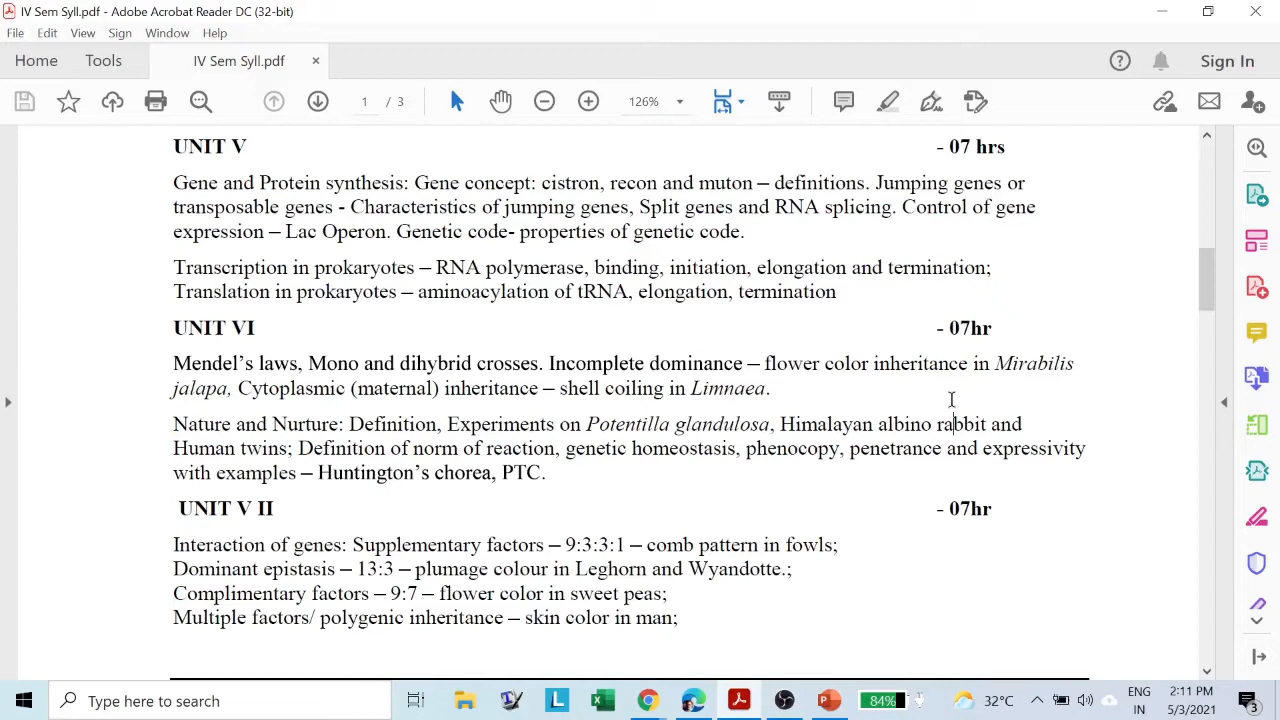 IV Sem Syll.pdf - Adobe Acrobat Reader DC (32-bit)
File Edit View Sign Window Help
Home Tools IV Sem Syll.pdf × Sign In
1 / 3 126%
UNIT V - 07 hrs
Gene and Protein synthesis: Gene concept: cistron, recon and muton – definitions. Jumping genes or
transposable genes - Characteristics of jumping genes, Split genes and RNA splicing. Control of gene
expression – Lac Operon. Genetic code- properties of genetic code.
Transcription in prokaryotes – RNA polymerase, binding, initiation, elongation and termination;
Translation in prokaryotes – aminoacylation of tRNA, elongation, termination
UNIT VI - 07hr
Mendel’s laws, Mono and dihybrid crosses. Incomplete dominance – flower color inheritance in Mirabilis
jalapa, Cytoplasmic (maternal) inheritance – shell coiling in Limnaea.
Nature and Nurture: Definition, Experiments on Potentilla glandulosa, Himalayan albino rabbit and
Human twins; Definition of norm of reaction, genetic homeostasis, phenocopy, penetrance and expressivity
with examples – Huntington’s chorea, PTC.
UNIT V II - 07hr
Interaction of genes: Supplementary factors – 9:3:3:1 – comb pattern in fowls;
Dominant epistasis – 13:3 – plumage colour in Leghorn and Wyandotte.;
Complimentary factors – 9:7 – flower color in sweet peas;
Multiple factors/ polygenic inheritance – skin color in man;
Type here to search 84% 32°C ENG 2:11 PM
IN 5/3/2021 3